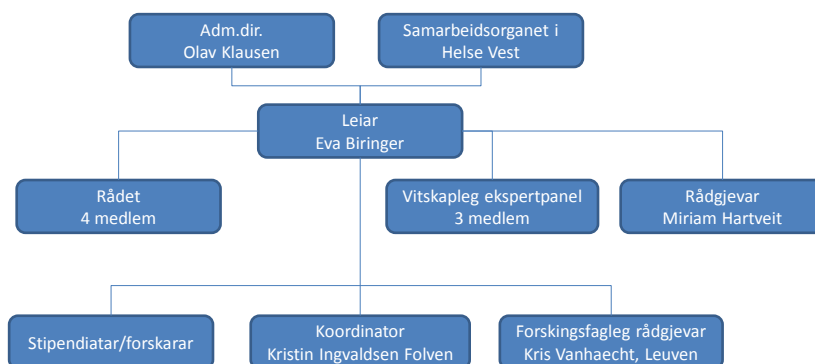 Adm.dir.
Olav Klausen
Samarbeidsorganet i
Helse Vest
Leiar
Eva Biringer
Rådet
4 medlem
Vitskapleg ekspertpanel
3 medlem
Rådgjevar
Miriam Hartveit
Stipendiatar/forskarar
Koordinator
Kristin Ingvaldsen Folven
Forskingsfagleg rådgjevar
Kris Vanhaecht, Leuven